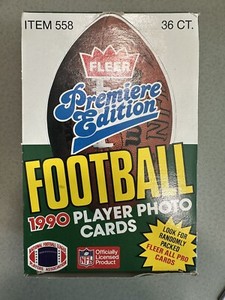 ITEM 558 36 CT.
FLEER
Premiere
Edition
FOOTBALL
1990 PLAYER PHOTO
CARDS
LOOK FOR
RANDOMLY
PACKED
FLEER ALL PRO
CARDS
NFL
Officially
Licensed
Product